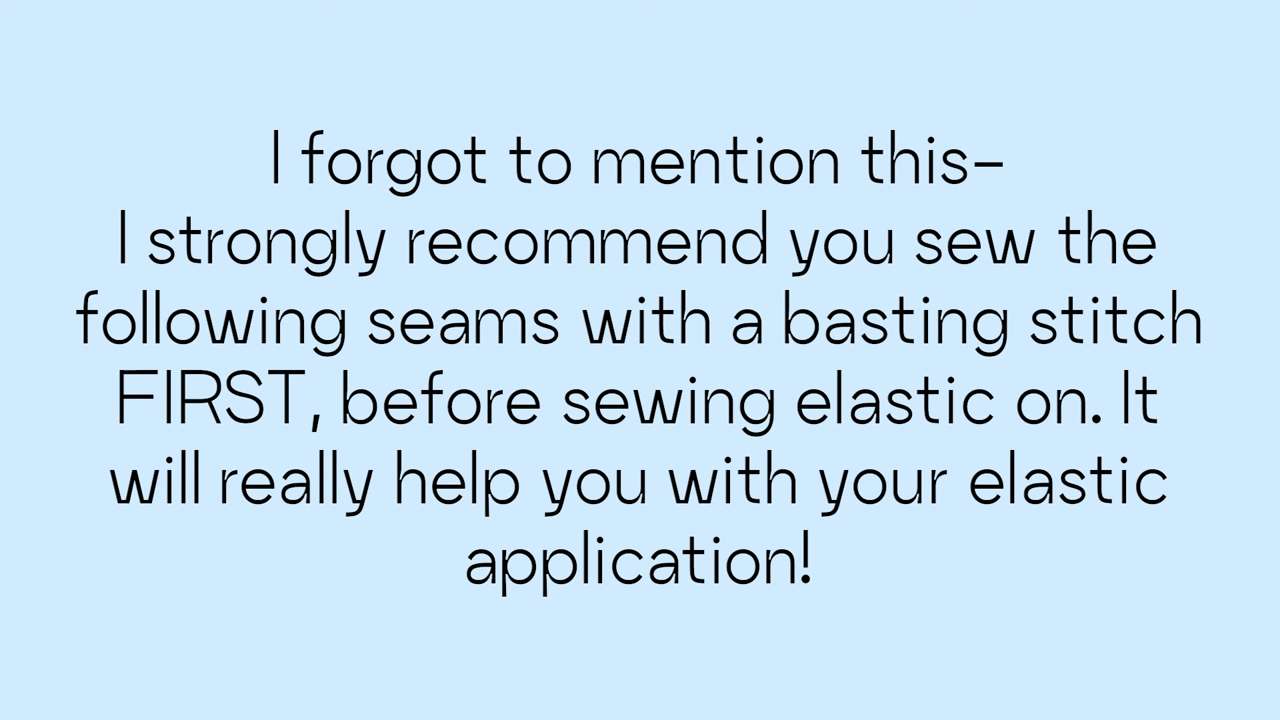 I forgot to mention this–
I strongly recommend you sew the
following seams with a basting stitch
FIRST, before sewing elastic on. It
will really help you with your elastic
application!